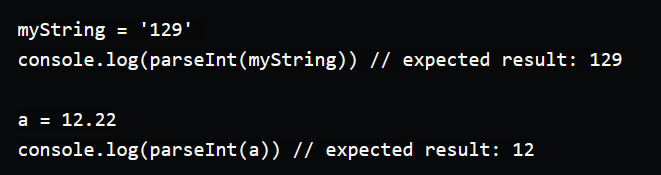 myString = '129'
console.log(parseInt(myString)) // expected result: 129
a = 12.22
console.log(parseInt(a)) // expected result: 12